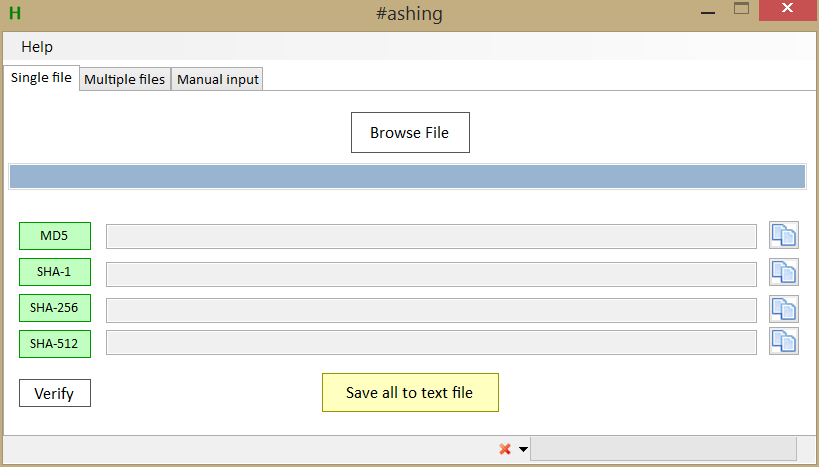 H
#ashing
Help
Single file
Multiple files
Manual input
Browse File
MD5
SHA-1
SHA-256
SHA-512
Verify
Save all to text file